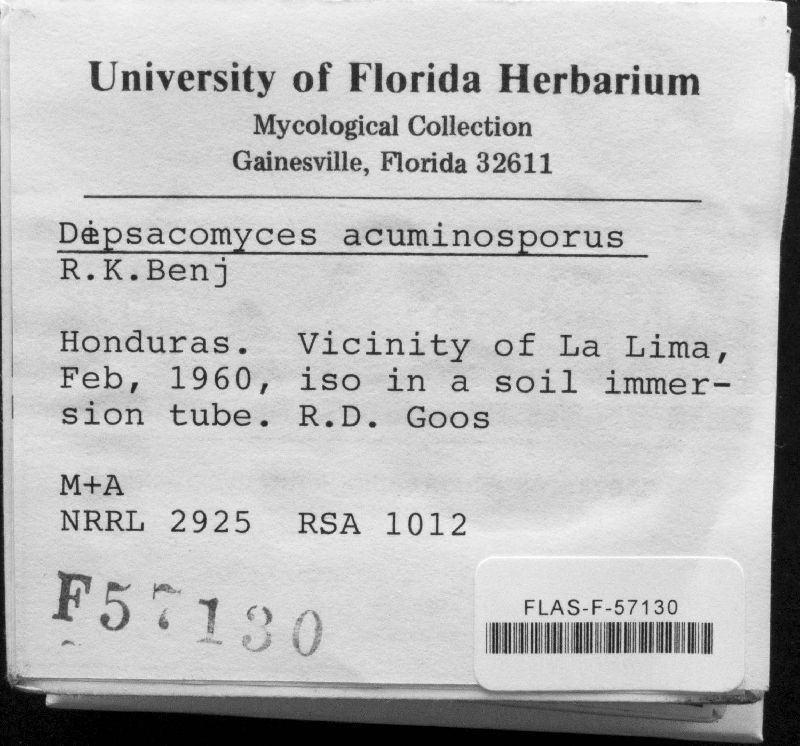 University of Florida Herbarium
Mycological Collection
Gainesville, Florida 32611
Dipsacomyces acuminosporus
R.K.Benj
Honduras. Vicinity of La Lima,
Feb, 1960, iso in a soil immer-
sion tube. R.D. Goos
M+A
NRRL 2925 RSA 1012
F57130
FLAS-F-57130